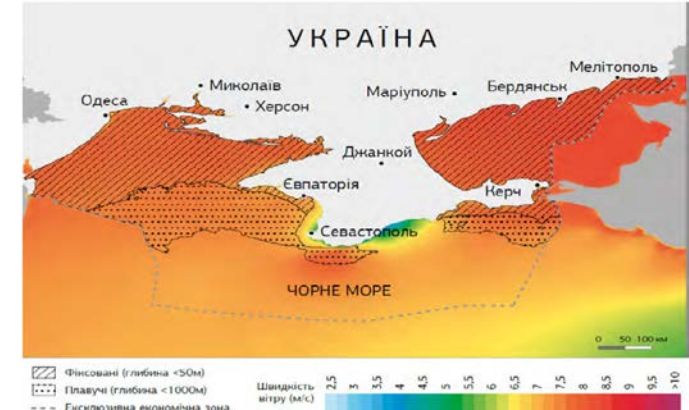 УКРАЇНА
Мелітополь
Миколаїв
Маріуполь
Бердянськ
Одеса
Херсон
Джанкой
Євпаторія
Керч
Севастополь
ЧОРНЕ МОРЕ
0 50 100 км
Фіксовані (глибина <50м)
Плавучі (глибина <1000м)
Ексклюзивна економічна зона
Швидкість
вітру (м/с)
2,5 3 3,5 4 4,5 5 5,5 6 6,5 7 7,5 8 8,5 9 9,5 >10